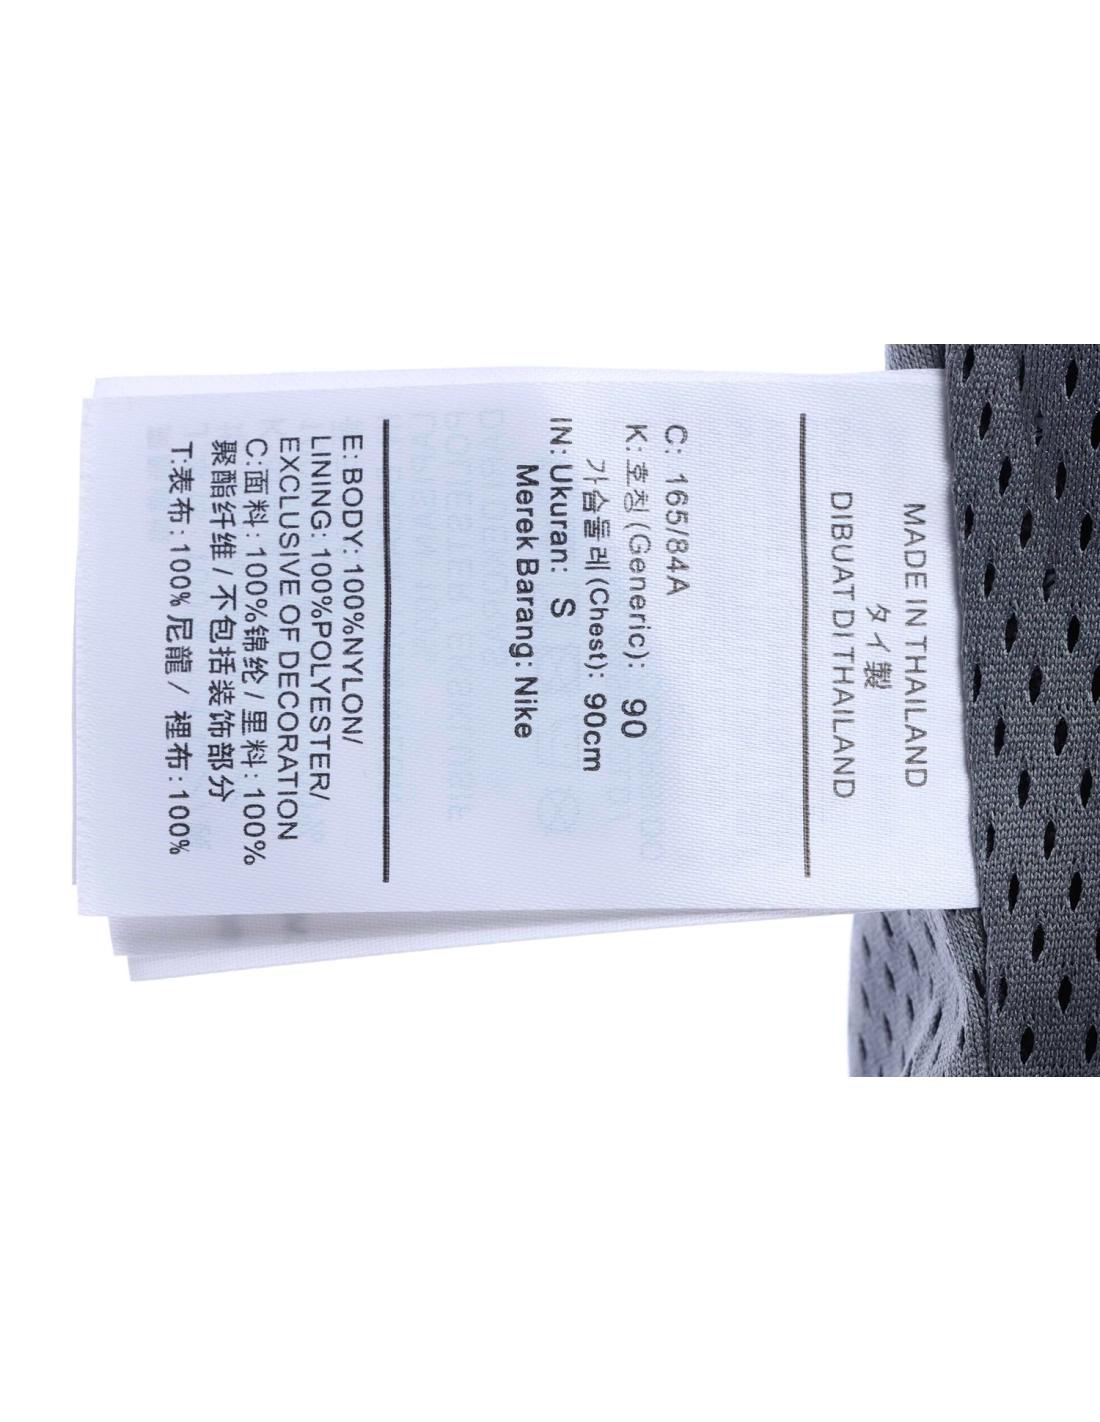 MADE IN THAILAND
タイ製
DIBUAT DI THAILAND
C: 165/84A
K: 호칭(Generic): 90
가슴둘레(Chest): 90cm
IN: Ukuran: S
Merek Barang: Nike
E: BODY: 100%NYLON/
LINING: 100%POLYESTER/
EXCLUSIVE OF DECORATION
C:面料: 100%锦纶/里料: 100%
聚酯纤维/不包括装饰部分
T:表布: 100% 尼龍/ 裡布: 100%